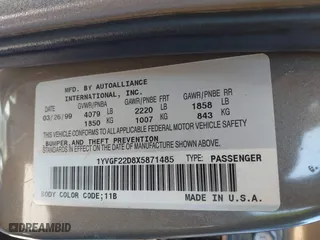 MFD. BY AUTOALLIANCE
INTERNATIONAL, INC.
DATE GVWR/PNBV GAWR/PNBE FRT GAWR/PNBE RR
03/26/99 4079 LB 2220 LB 1858 LB
1850 KG 1007 KG 843 KG
THIS VEHICLE CONFORMS TO ALL APPLICABLE FEDERAL MOTOR VEHICLE SAFETY
BUMPER, AND THEFT PREVENTION
STANDARDS IN EFFECT ON THE DATE OF MANUFACTURE SHOWN ABOVE.
1YVGF22D8X5871485 TYPE: PASSENGER
BODY COLOR CODE;11B
MADE IN U.S.A.
DREAMBID